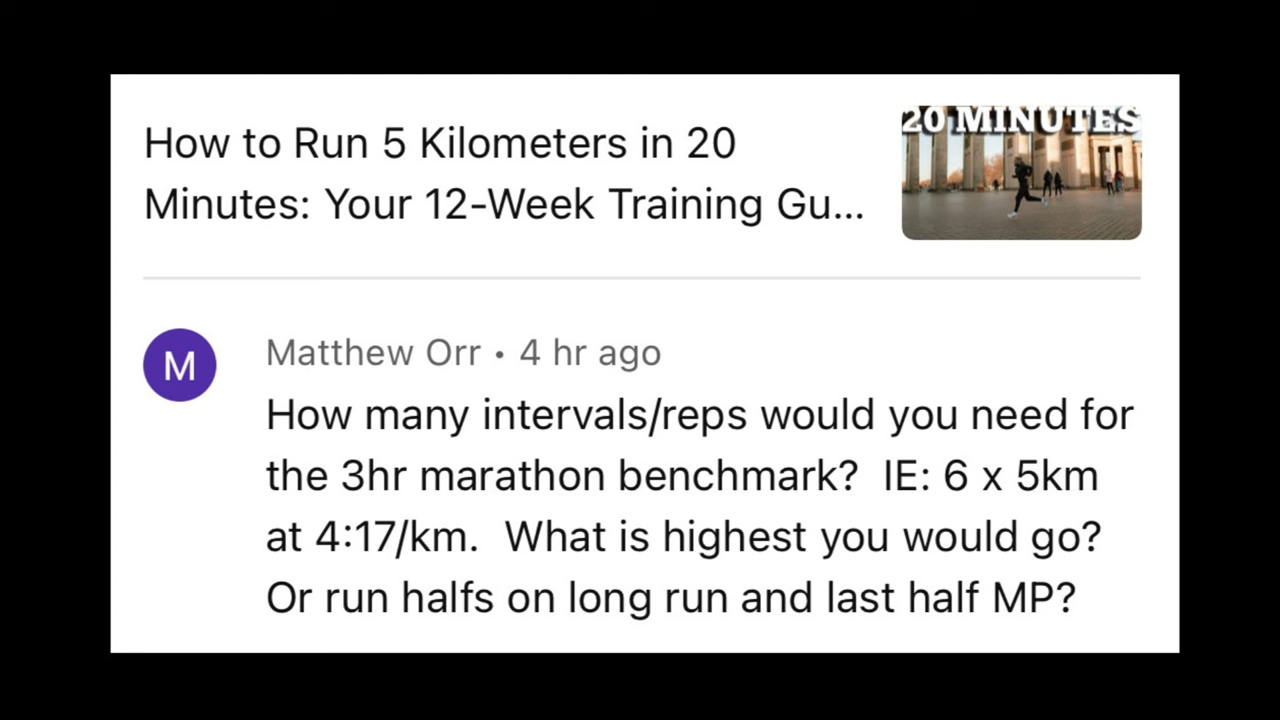 How to Run 5 Kilometers in 20
Minutes: Your 12-Week Training Gu...
20 MINUTES
M
Matthew Orr • 4 hr ago
How many intervals/reps would you need for
the 3hr marathon benchmark?  IE: 6 x 5km
at 4:17/km.  What is highest you would go?
Or run halfs on long run and last half MP?